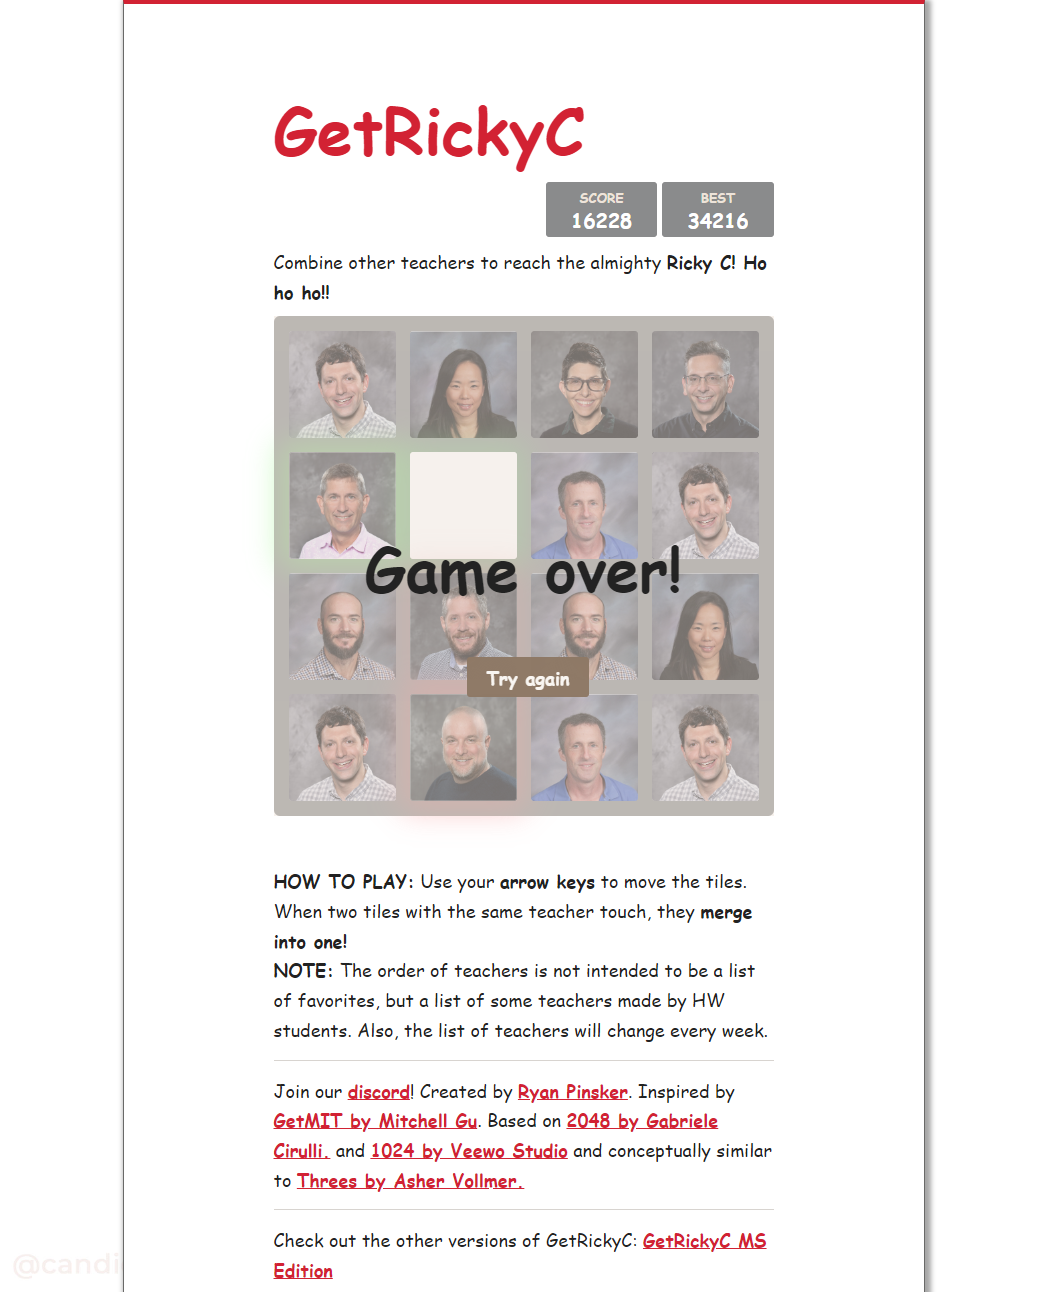 GetRickyC
SCORE BEST
16228 34216
Combine other teachers to reach the almighty Ricky C! Ho
ho ho!!
Game over!
Try again
HOW TO PLAY: Use your arrow keys to move the tiles.
When two tiles with the same teacher touch, they merge
into one!
NOTE: The order of teachers is not intended to be a list
of favorites, but a list of some teachers made by HW
students. Also, the list of teachers will change every week.
Join our discord! Created by Ryan Pinsker. Inspired by
GetMIT by Mitchell Gu. Based on 2048 by Gabriele
Cirulli. and 1024 by Veewo Studio and conceptually similar
to Threes by Asher Vollmer.
Check out the other versions of GetRickyC: GetRickyC MS
Edition